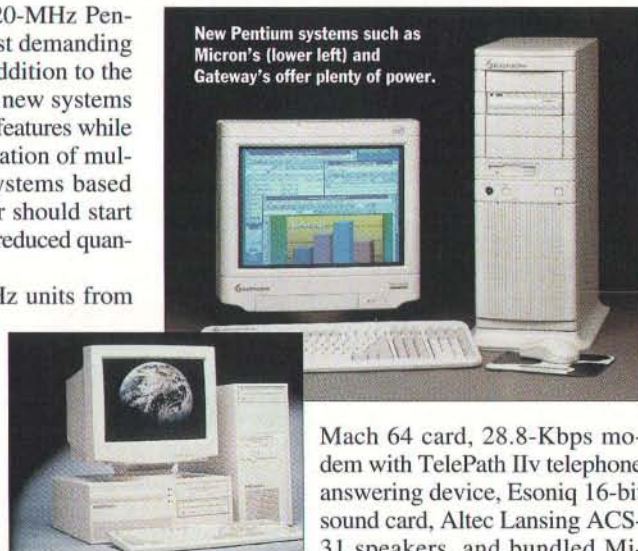 20-MHz Pen-
st demanding
ddition to the
new systems
features while
ation of mul-
ystems based
r should start
reduced quan-
Hz units from
New Pentium systems such as
Micron's (lower left) and
Gateway's offer plenty of power.
Mach 64 card, 28.8-Kbps mo-
dem with TelePath IIv telephone
answering device, Esoniq 16-bit
sound card, Altec Lansing ACS-
31 speakers, and bundled Mi-